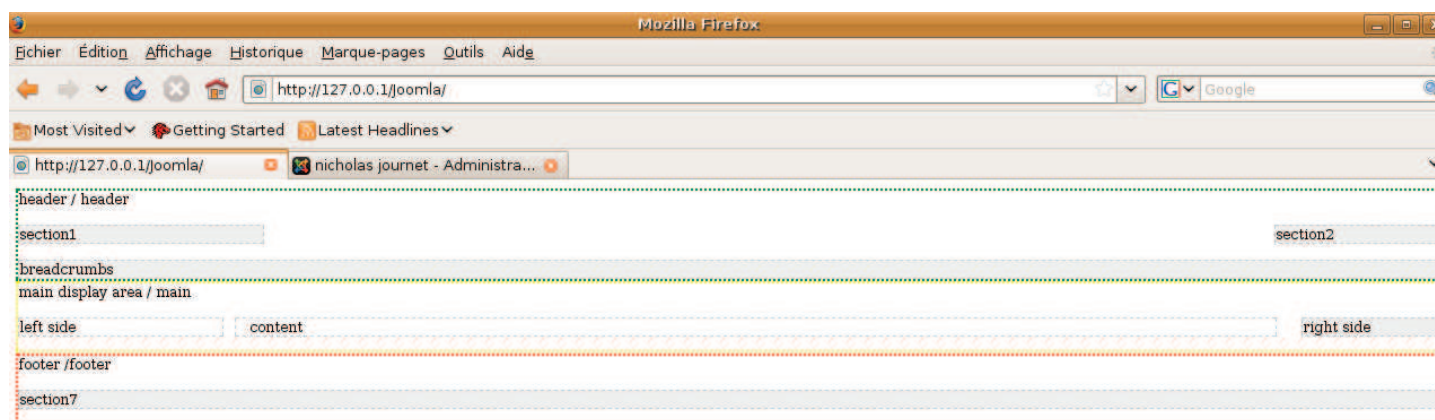 Mozilla Firefox
Fichier Édition Affichage Historique Marque-pages Outils Aide
http://127.0.0.1/Joomla/ G Google
Most Visited Getting Started Latest Headlines
http://127.0.0.1/Joomla/ nicholas journet - Administra...
header / header
section1 section2
breadcrumbs
main display area / main
left side content right side
footer /footer
section7